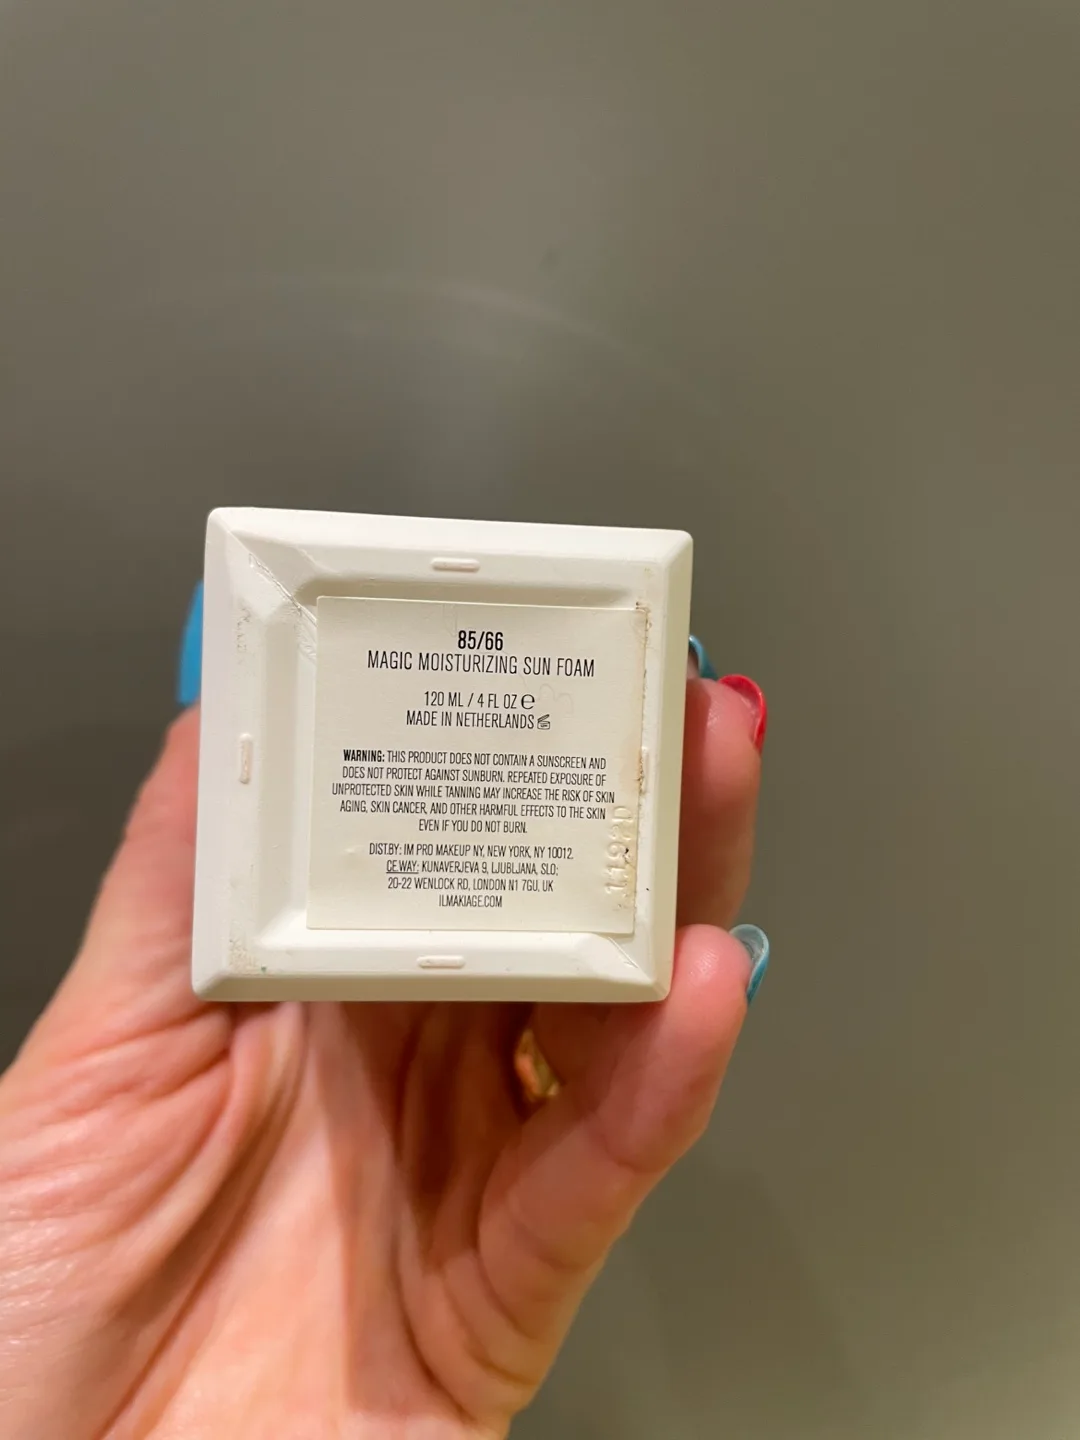 85/66
MAGIC MOISTURIZING SUN FOAM
120 ML / 4 FL OZ ℮
MADE IN NETHERLANDS
WARNING: THIS PRODUCT DOES NOT CONTAIN A SUNSCREEN AND
DOES NOT PROTECT AGAINST SUNBURN. REPEATED EXPOSURE OF
UNPROTECTED SKIN WHILE TANNING MAY INCREASE THE RISK OF SKIN
AGING, SKIN CANCER, AND OTHER HARMFUL EFFECTS TO THE SKIN
EVEN IF YOU DO NOT BURN.
DIST.BY: IM PRO MAKEUP NY, NEW YORK, NY 10012.
CE.WAY: KUNAVERJEVA 9, LJUBLJANA, SLO;
20-22 WENLOCK RD, LONDON N1 7GU, UK
ILMAKIAGE.COM